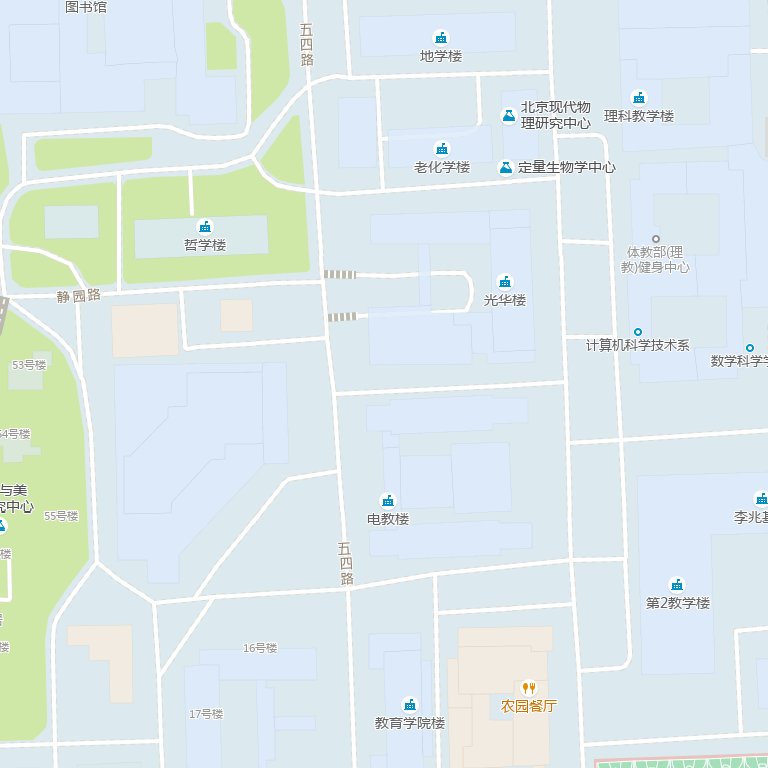 图书馆
五四路
地学楼
北京现代物
理研究中心
理科教学楼
老化学楼
定量生物学中心
哲学楼
体教部(理
教)健身中心
静园路
光华楼
计算机科学技术系
数学科学学
53号楼
54号楼
与美
究中心
55号楼
电教楼
李兆基
楼
五四路
第2教学楼
楼
16号楼
农园餐厅
17号楼
教育学院楼